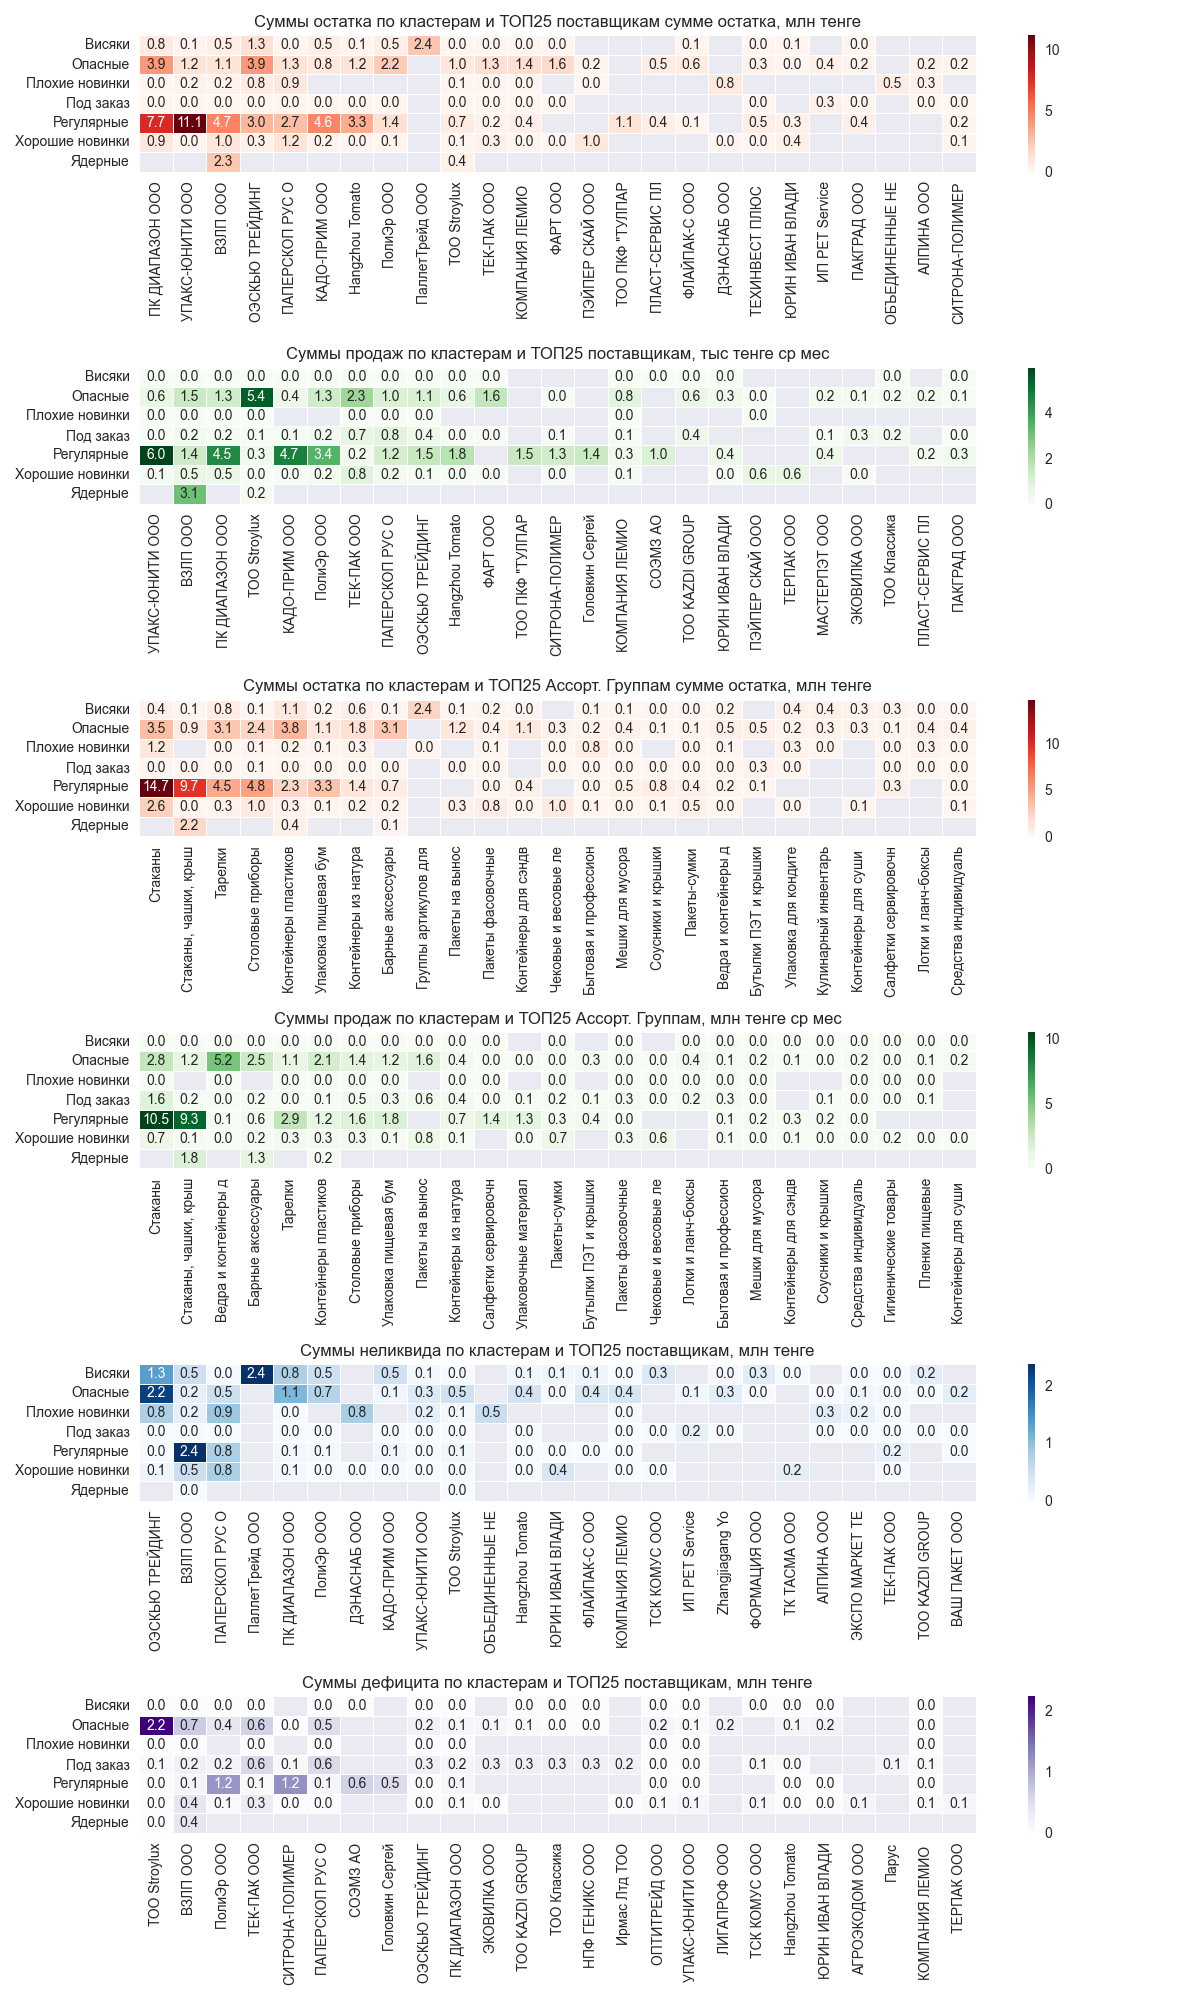 Суммы остатка по кластерам и ТОП25 поставщикам сумме остатка, млн тенге
Висяки 0.8 0.1 0.5 1.3 0.0 0.5 0.1 0.5 2.4 0.0 0.0 0.0 0.0 0.1 0.0 0.1 0.0
Опасные 3.9 1.2 1.1 3.9 1.3 0.8 1.2 2.2 1.0 1.3 1.4 1.6 0.2 0.5 0.6 0.3 0.0 0.4 0.2 0.2 0.2
Плохие новинки 0.0 0.2 0.2 0.8 0.9 0.1 0.0 0.0 0.0 0.8 0.5 0.3
Под заказ 0.0 0.0 0.0 0.0 0.0 0.0 0.0 0.0 0.0 0.0 0.0 0.0 0.0 0.3 0.0 0.0 0.0
Регулярные 7.7 11.1 4.7 3.0 2.7 4.6 3.3 1.4 0.7 0.2 0.4 1.1 0.4 0.1 0.5 0.3 0.4 0.2
Хорошие новинки 0.9 0.0 1.0 0.3 1.2 0.2 0.0 0.1 0.1 0.3 0.0 0.0 1.0 0.0 0.0 0.4 0.1
Ядерные 2.3 0.4
10
5
0
ПК ДИАПАЗОН ООО
УПАКС-ЮНИТИ ООО
ВЗЛП ООО
ОЭСКЬЮ ТРЕЙДИНГ
ПАПЕРСКОП РУС О
КАДО-ПРИМ ООО
Hangzhou Tomato
ПолиЭр ООО
ПаллетТрейд ООО
ТОО Stroylux
ТЕК-ПАК ООО
КОМПАНИЯ ЛЕМИО
ФАРТ ООО
ПЭЙПЕР СКАЙ ООО
ТОО ПКФ "ТУЛПАР
ПЛАСТ-СЕРВИС ПЛ
ФЛАЙПАК-С ООО
ДЭНАСНАБ ООО
ТЕХИНВЕСТ ПЛЮС
ЮРИН ИВАН ВЛАДИ
ИП PET Service
ПАКГРАД ООО
ОБЪЕДИНЕННЫЕ НЕ
АЛПИНА ООО
СИТРОНА-ПОЛИМЕР
Суммы продаж по кластерам и ТОП25 поставщикам, тыс тенге ср мес
Висяки 0.0 0.0 0.0 0.0 0.0 0.0 0.0 0.0 0.0 0.0 0.0 0.0 0.0 0.0 0.0 0.0 0.0
Опасные 0.6 1.5 1.3 5.4 0.4 1.3 2.3 1.0 1.1 0.6 1.6 0.0 0.8 0.6 0.3 0.0 0.2 0.1 0.2 0.2 0.1
Плохие новинки 0.0 0.0 0.0 0.0 0.0 0.0 0.0 0.0 0.0
Под заказ 0.0 0.2 0.2 0.1 0.1 0.2 0.7 0.8 0.4 0.0 0.0 0.1 0.1 0.4 0.1 0.3 0.2 0.0
Регулярные 6.0 1.4 4.5 0.3 4.7 3.4 0.2 1.2 1.5 1.8 1.5 1.3 1.4 0.3 1.0 0.4 0.4 0.2 0.3
Хорошие новинки 0.1 0.5 0.5 0.0 0.0 0.2 0.8 0.2 0.1 0.0 0.0 0.0 0.1 0.0 0.6 0.6 0.0
Ядерные 3.1 0.2
4
2
0
УПАКС-ЮНИТИ ООО
ВЗЛП ООО
ПК ДИАПАЗОН ООО
ТОО Stroylux
КАДО-ПРИМ ООО
ПолиЭр ООО
ТЕК-ПАК ООО
ПАПЕРСКОП РУС О
ОЭСКЬЮ ТРЕЙДИНГ
Hangzhou Tomato
ФАРТ ООО
ТОО ПКФ "ТУЛПАР
СИТРОНА-ПОЛИМЕР
Головкин Сергей
КОМПАНИЯ ЛЕМИО
СОЭМЗ АО
ТОО KAZDI GROUP
ЮРИН ИВАН ВЛАДИ
ПЭЙПЕР СКАЙ ООО
ТЕРПАК ООО
МАСТЕРПЭТ ООО
ЭКОВИЛКА ООО
ТОО Классика
ПЛАСТ-СЕРВИС ПЛ
ПАКГРАД ООО
Суммы остатка по кластерам и ТОП25 Ассорт. Группам сумме остатка, млн тенге
Висяки 0.4 0.1 0.8 0.1 1.1 0.2 0.6 0.1 2.4 0.1 0.2 0.0 0.1 0.1 0.0 0.0 0.2 0.4 0.4 0.3 0.3 0.0 0.0
Опасные 3.5 0.9 3.1 2.4 3.8 1.1 1.8 3.1 1.2 0.4 1.1 0.3 0.2 0.4 0.1 0.1 0.5 0.5 0.2 0.3 0.3 0.1 0.4 0.4
Плохие новинки 1.2 0.0 0.1 0.2 0.1 0.3 0.0 0.1 0.0 0.8 0.0 0.0 0.1 0.3 0.0 0.0 0.3 0.0
Под заказ 0.0 0.0 0.0 0.1 0.0 0.0 0.0 0.0 0.0 0.0 0.0 0.0 0.0 0.0 0.0 0.0 0.3 0.0 0.0 0.0 0.0
Регулярные 14.7 9.7 4.5 4.8 2.3 3.3 1.4 0.7 0.0 0.4 0.0 0.5 0.8 0.4 0.2 0.1 0.3 0.0
Хорошие новинки 2.6 0.0 0.3 1.0 0.3 0.1 0.2 0.2 0.3 0.8 0.0 1.0 0.1 0.0 0.1 0.5 0.0 0.0 0.1 0.1
Ядерные 2.2 0.4 0.1
10
5
0
Стаканы
Стаканы, чашки, крыш
Тарелки
Столовые приборы
Контейнеры пластиков
Упаковка пищевая бум
Контейнеры из натура
Барные аксессуары
Группы артикулов для
Пакеты на вынос
Пакеты фасовочные
Контейнеры для сэндв
Чековые и весовые ле
Бытовая и профессион
Мешки для мусора
Соусники и крышки
Пакеты-сумки
Ведра и контейнеры д
Бутылки ПЭТ и крышки
Упаковка для кондите
Кулинарный инвентарь
Контейнеры для суши
Салфетки сервировочн
Лотки и ланч-боксы
Средства индивидуаль
Суммы продаж по кластерам и ТОП25 Ассорт. Группам, млн тенге ср мес
Висяки 0.0 0.0 0.0 0.0 0.0 0.0 0.0 0.0 0.0 0.0 0.0 0.0 0.0 0.0 0.0 0.0 0.0 0.0 0.0 0.0 0.0 0.0 0.0
Опасные 2.8 1.2 5.2 2.5 1.1 2.1 1.4 1.2 1.6 0.4 0.0 0.0 0.0 0.3 0.0 0.0 0.4 0.1 0.2 0.1 0.0 0.2 0.0 0.1 0.2
Плохие новинки 0.0 0.0 0.0 0.0 0.0 0.0 0.0 0.0 0.0 0.0 0.0 0.0 0.0 0.0 0.0 0.0 0.0 0.0
Под заказ 1.6 0.2 0.0 0.2 0.0 0.1 0.5 0.3 0.6 0.4 0.0 0.1 0.2 0.1 0.3 0.0 0.2 0.3 0.0 0.1 0.0 0.0 0.1
Регулярные 10.5 9.3 0.1 0.6 2.9 1.2 1.6 1.8 0.7 1.4 1.3 0.3 0.4 0.0 0.1 0.2 0.3 0.2 0.0
Хорошие новинки 0.7 0.1 0.0 0.2 0.3 0.3 0.3 0.1 0.8 0.1 0.0 0.7 0.3 0.6 0.1 0.0 0.1 0.0 0.0 0.2 0.0 0.0
Ядерные 1.8 1.3 0.2
10
5
0
Стаканы
Стаканы, чашки, крыш
Ведра и контейнеры д
Барные аксессуары
Тарелки
Контейнеры пластиков
Столовые приборы
Упаковка пищевая бум
Пакеты на вынос
Контейнеры из натура
Салфетки сервировочн
Упаковочные материал
Пакеты-сумки
Бутылки ПЭТ и крышки
Пакеты фасовочные
Чековые и весовые ле
Лотки и ланч-боксы
Бытовая и профессион
Мешки для мусора
Контейнеры для сэндв
Соусники и крышки
Средства индивидуаль
Гигиенические товары
Пленки пищевые
Контейнеры для суши
Суммы неликвида по кластерам и ТОП25 поставщикам, млн тенге
Висяки 1.3 0.5 0.0 2.4 0.8 0.5 0.5 0.1 0.0 0.1 0.1 0.1 0.0 0.3 0.0 0.3 0.0 0.0 0.0 0.2
Опасные 2.2 0.2 0.5 1.1 0.7 0.1 0.3 0.5 0.4 0.0 0.4 0.4 0.1 0.3 0.0 0.0 0.1 0.0 0.0 0.2
Плохие новинки 0.8 0.2 0.9 0.0 0.8 0.2 0.1 0.5 0.0 0.3 0.2 0.0
Под заказ 0.0 0.0 0.0 0.0 0.0 0.0 0.0 0.0 0.0 0.0 0.0 0.2 0.0 0.0 0.0 0.0 0.0 0.0 0.0
Регулярные 0.0 2.4 0.8 0.1 0.1 0.1 0.0 0.1 0.0 0.0 0.0 0.0 0.2 0.0
Хорошие новинки 0.1 0.5 0.8 0.1 0.0 0.0 0.0 0.0 0.0 0.0 0.4 0.0 0.0 0.2 0.0
Ядерные 0.0 0.0
2
1
0
ОЭСКЬЮ ТРЕЙДИНГ
ВЗЛП ООО
ПАПЕРСКОП РУС О
ПаллетТрейд ООО
ПК ДИАПАЗОН ООО
ПолиЭр ООО
ДЭНАСНАБ ООО
КАДО-ПРИМ ООО
УПАКС-ЮНИТИ ООО
ТОО Stroylux
ОБЪЕДИНЕННЫЕ НЕ
Hangzhou Tomato
ЮРИН ИВАН ВЛАДИ
ФЛАЙПАК-С ООО
КОМПАНИЯ ЛЕМИО
ТСК КОМУС ООО
ИП PET Service
Zhangjiagang Yo
ФОРМАЦИЯ ООО
ТК ТАСМА ООО
АЛПИНА ООО
ЭКСПО МАРКЕТ ТЕ
ТЕК-ПАК ООО
ТОО KAZDI GROUP
ВАШ ПАКЕТ ООО
Суммы дефицита по кластерам и ТОП25 поставщикам, млн тенге
Висяки 0.0 0.0 0.0 0.0 0.0 0.0 0.0 0.0 0.0 0.0 0.0 0.0 0.0 0.0 0.0 0.0
Опасные 2.2 0.7 0.4 0.6 0.0 0.5 0.2 0.1 0.1 0.1 0.0 0.0 0.2 0.1 0.2 0.1 0.2 0.0
Плохие новинки 0.0 0.0 0.0 0.0 0.0 0.0 0.0 0.0 0.0
Под заказ 0.1 0.2 0.2 0.6 0.1 0.6 0.3 0.2 0.3 0.3 0.3 0.3 0.2 0.0 0.0 0.1 0.0 0.1 0.1
Регулярные 0.0 0.1 1.2 0.1 1.2 0.1 0.6 0.5 0.0 0.1 0.0 0.0 0.0 0.0 0.0
Хорошие новинки 0.0 0.4 0.1 0.3 0.0 0.0 0.0 0.1 0.0 0.0 0.1 0.1 0.1 0.0 0.0 0.1 0.1 0.1
Ядерные 0.0 0.4
2
1
0
ТОО Stroylux
ВЗЛП ООО
ПолиЭр ООО
ТЕК-ПАК ООО
СИТРОНА-ПОЛИМЕР
ПАПЕРСКОП РУС О
СОЭМЗ АО
Головкин Сергей
ОЭСКЬЮ ТРЕЙДИНГ
ПК ДИАПАЗОН ООО
ЭКОВИЛКА ООО
ТОО KAZDI GROUP
ТОО Классика
НПФ ГЕНИКС ООО
Ирмас Лтд ТОО
ОПТИТРЕЙД ООО
УПАКС-ЮНИТИ ООО
ЛИГАПРОФ ООО
ТСК КОМУС ООО
Hangzhou Tomato
ЮРИН ИВАН ВЛАДИ
АГРОЭКОДОМ ООО
Парус
КОМПАНИЯ ЛЕМИО
ТЕРПАК ООО